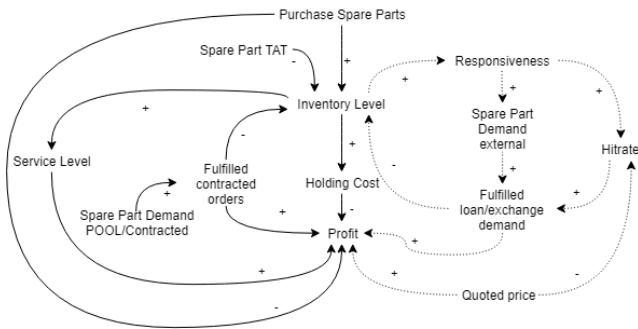 Purchase Spare Parts
Spare Part TAT
-
+
Responsiveness
+
+
+
+
Inventory Level
Spare Part
Demand
external
-
+
Hitrate
Service Level
-
Fulfilled
contracted
orders
Holding Cost
+
+
Fulfilled
loan/exchange
demand
+
Spare Part Demand
POOL/Contracted
+
-
Profit
+
+
+
-
Quoted price
-